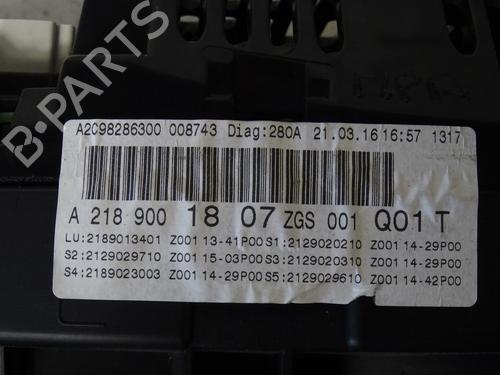 A2C98286300 008743 Diag:280A 21.03.16 16:57 1317
A 218 900 18 07 ZGS 001 Q01 T
LU:2189013401 Z001 13-41P00 S1:2129020210 Z001 14-29P00
S2:2129029710 Z001 15-03P00 S3:2129020310 Z001 14-29P00
S4:2189023003 Z001 14-29P00 S5:2129029610 Z001 14-42P00
B-PARTS